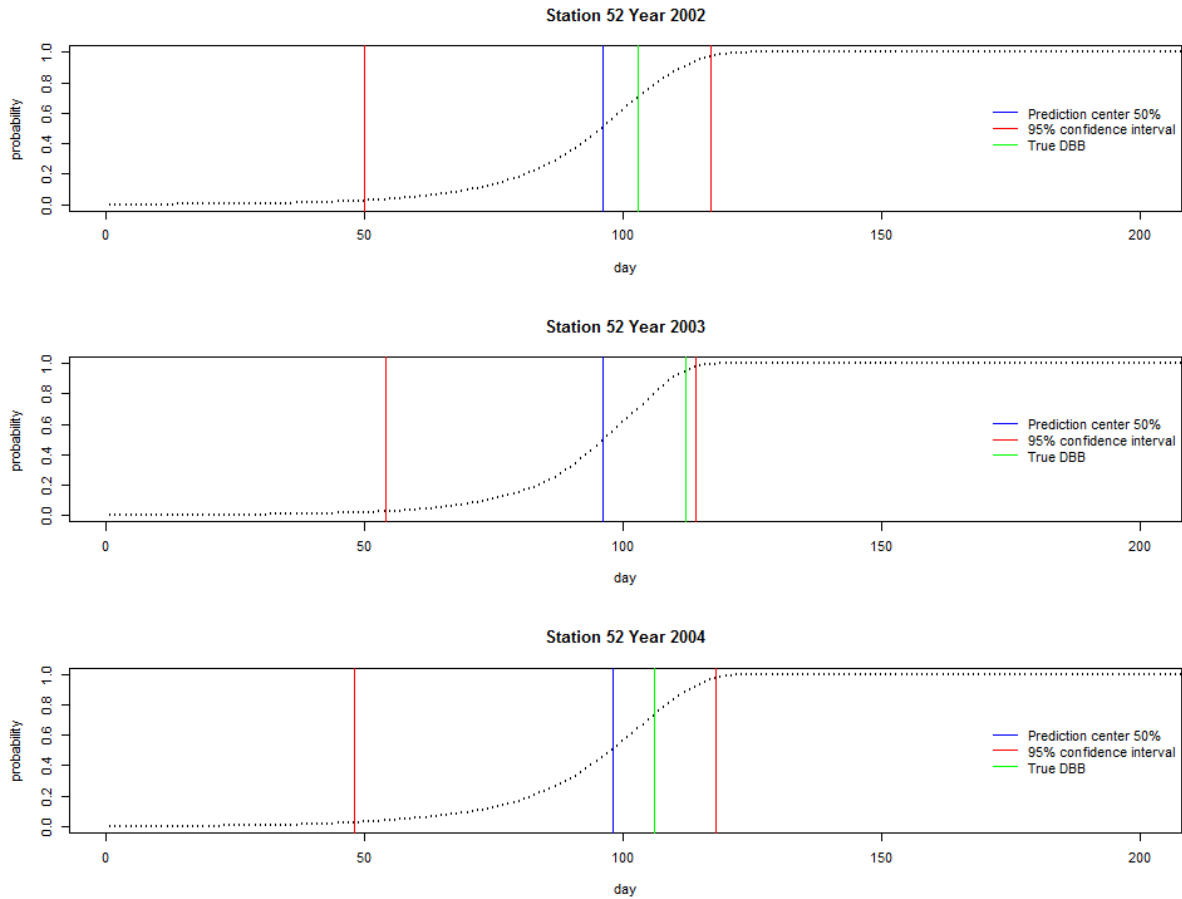 Station 52 Year 2002
probability
1.0
0.8
0.6
0.4
0.2
0.0
Prediction center 50%
95% confidence interval
True DBB
0 50 100 150 200
day
Station 52 Year 2003
probability
1.0
0.8
0.6
0.4
0.2
0.0
Prediction center 50%
95% confidence interval
True DBB
0 50 100 150 200
day
Station 52 Year 2004
probability
1.0
0.8
0.6
0.4
0.2
0.0
Prediction center 50%
95% confidence interval
True DBB
0 50 100 150 200
day